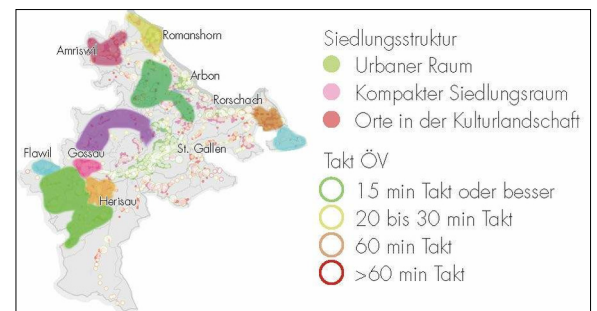 Romanshorn
Amriswil
Arbon
Rorschach
St. Gallen
Flawil
Gossau
Herisau
Siedlungsstruktur
Urbaner Raum
Kompakter Siedlungsraum
Orte in der Kulturlandschaft
Takt ÖV
15 min Takt oder besser
20 bis 30 min Takt
60 min Takt
>60 min Takt